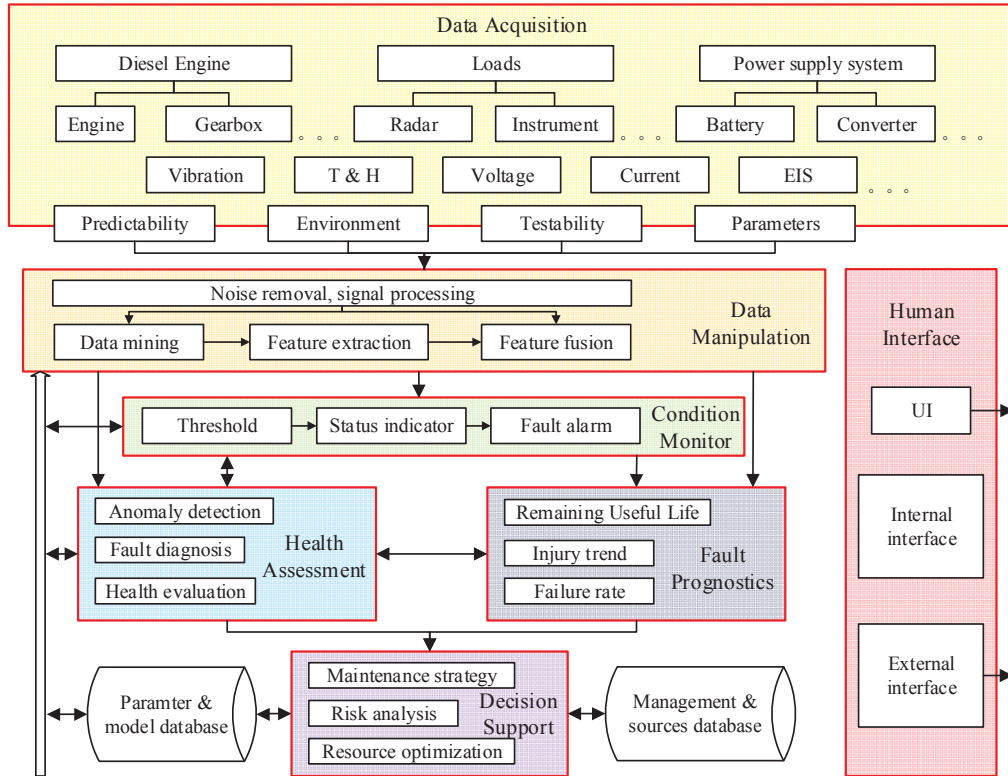 Data Acquisition
Diesel Engine
Loads
Power supply system
Engine
Gearbox
Radar
Instrument
Battery
Converter
Vibration
T & H
Voltage
Current
EIS
Predictability
Environment
Testability
Parameters
Noise removal, signal processing
Data mining
Feature extraction
Feature fusion
Data
Manipulation
Threshold
Status indicator
Fault alarm
Condition
Monitor
Anomaly detection
Fault diagnosis
Health evaluation
Health
Assessment
Remaining Useful Life
Injury trend
Failure rate
Fault
Prognostics
Paramter &
model database
Maintenance strategy
Risk analysis
Resource optimization
Decision
Support
Management &
sources database
Human
Interface
UI
Internal
interface
External
interface